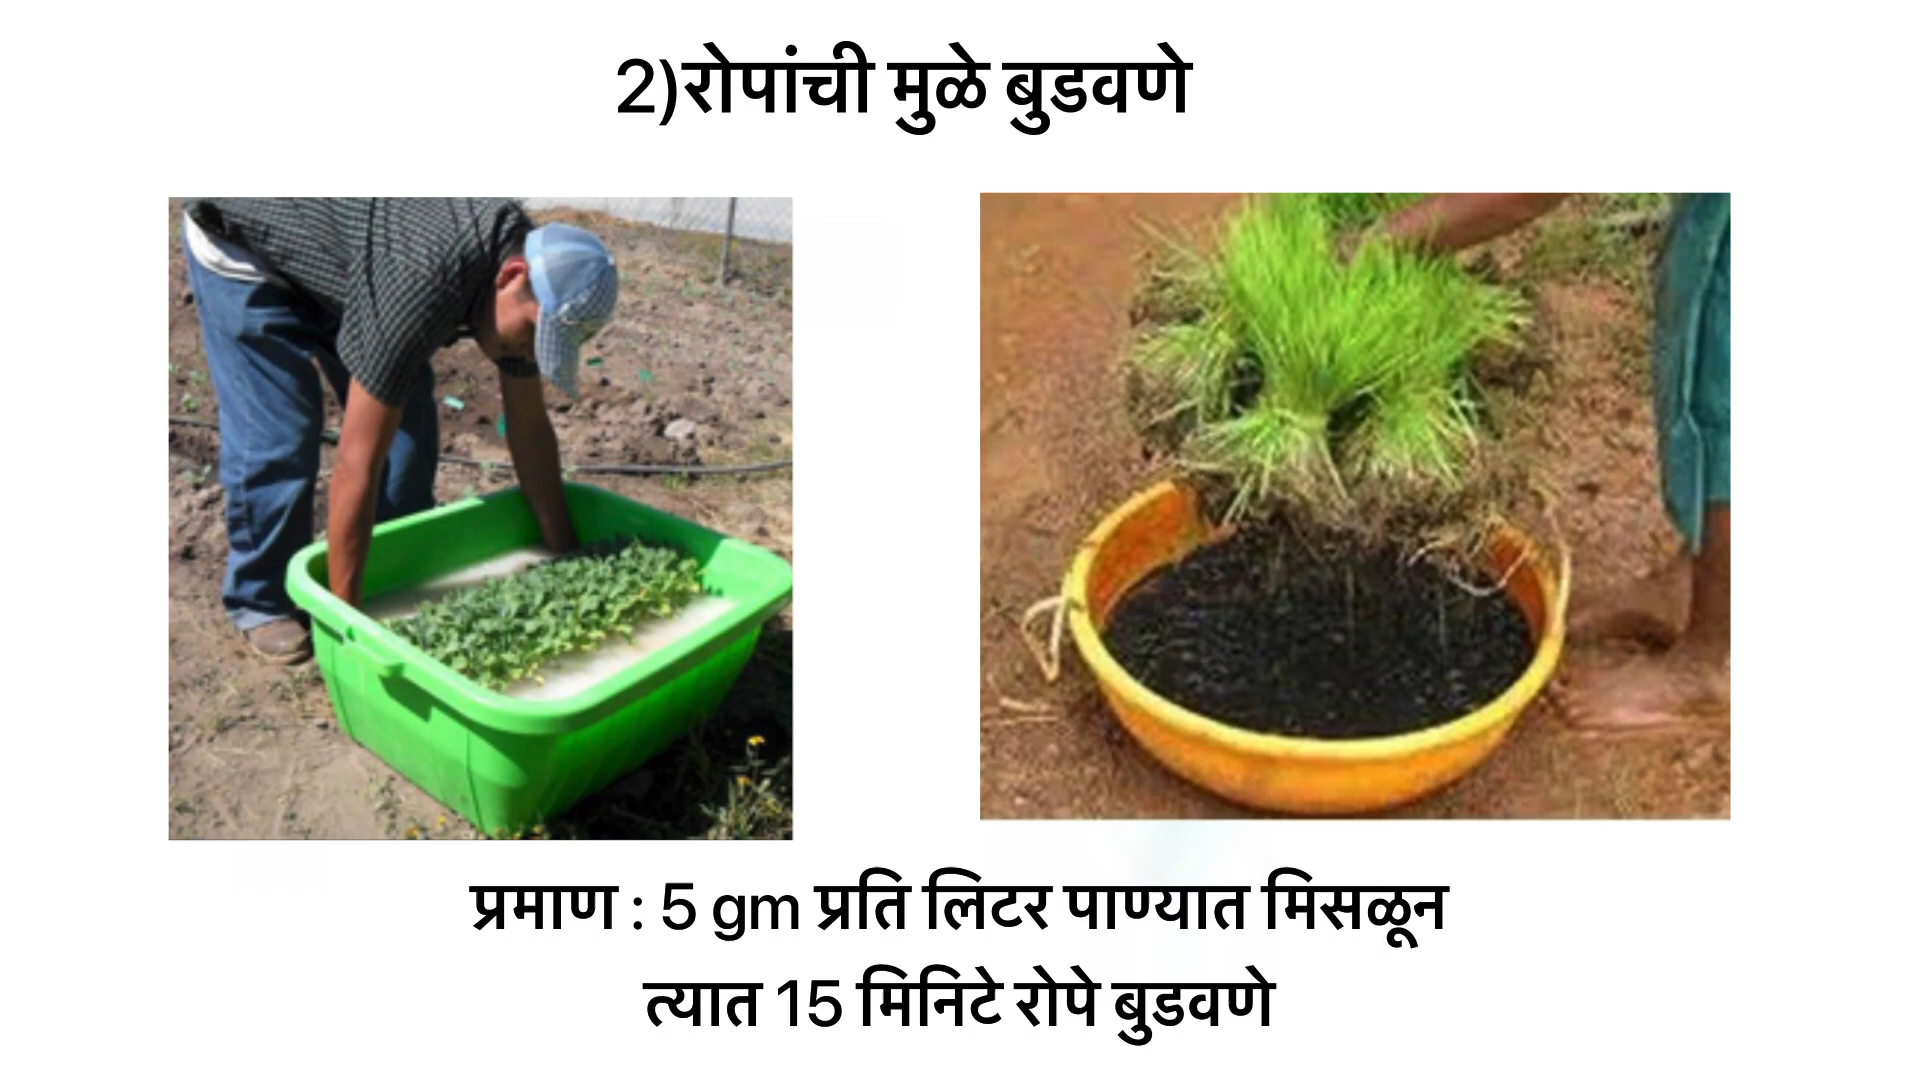 2)रोपांची मुळे बुडवणे
प्रमाण : 5 gm प्रति लिटर पाण्यात मिसळून
त्यात 15 मिनिटे रोपे बुडवणे